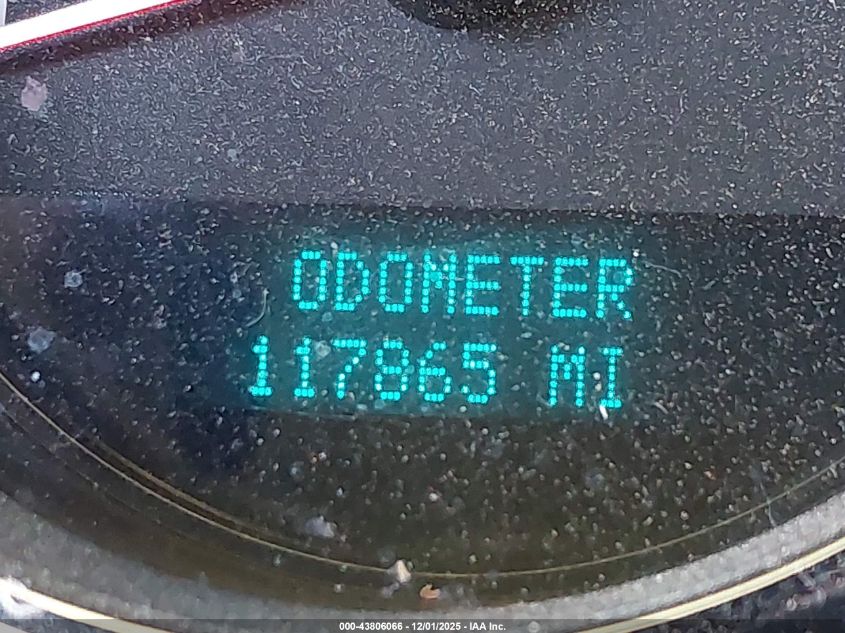 ODOMETER
117865 MI
000-43806066 - 12/01/2025 - IAA Inc.